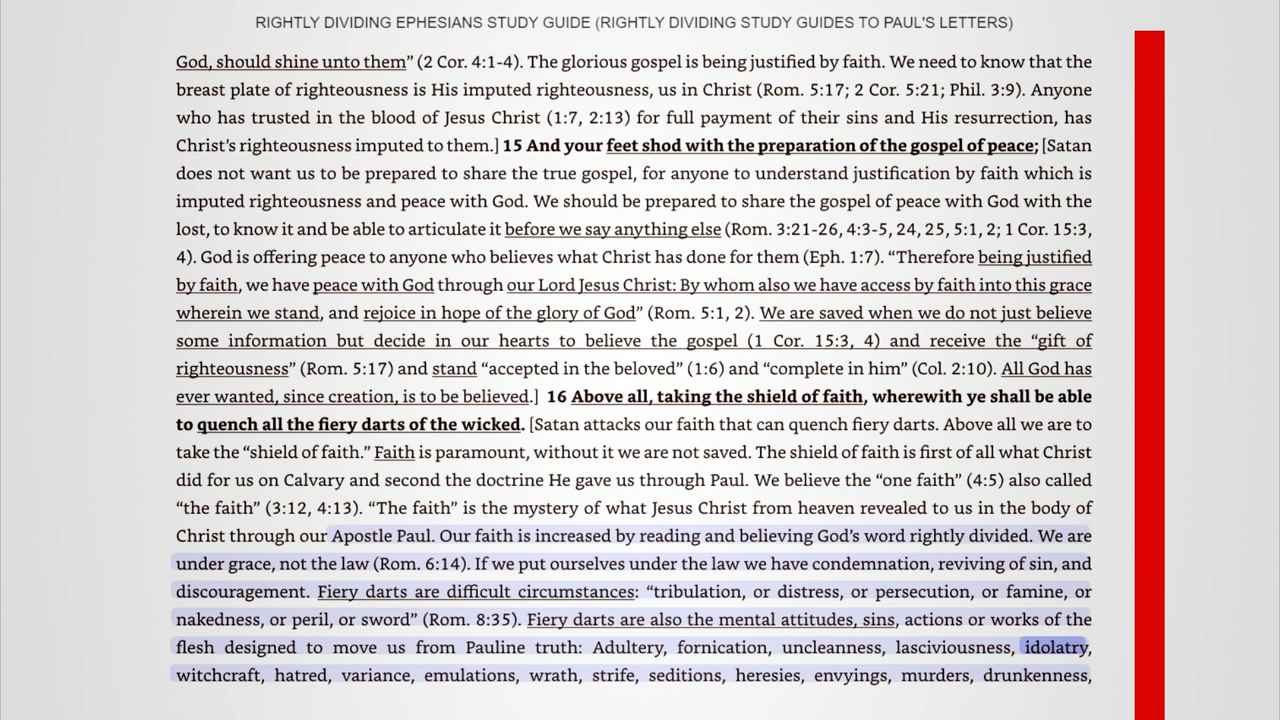 RIGHTLY DIVIDING EPHESIANS STUDY GUIDE (RIGHTLY DIVIDING STUDY GUIDES TO PAUL'S LETTERS)
God, should shine unto them” (2 Cor. 4:1-4). The glorious gospel is being justified by faith. We need to know that the
breast plate of righteousness is His imputed righteousness, us in Christ (Rom. 5:17; 2 Cor. 5:21; Phil. 3:9). Anyone
who has trusted in the blood of Jesus Christ (1:7, 2:13) for full payment of their sins and His resurrection, has
Christ’s righteousness imputed to them.] 15 And your feet shod with the preparation of the gospel of peace; [Satan
does not want us to be prepared to share the true gospel, for anyone to understand justification by faith which is
imputed righteousness and peace with God. We should be prepared to share the gospel of peace with God with the
lost, to know it and be able to articulate it before we say anything else (Rom. 3:21-26, 4:3-5, 24, 25, 5:1, 2; 1 Cor. 15:3,
4). God is offering peace to anyone who believes what Christ has done for them (Eph. 1:7). “Therefore being justified
by faith, we have peace with God through our Lord Jesus Christ: By whom also we have access by faith into this grace
wherein we stand, and rejoice in hope of the glory of God” (Rom. 5:1, 2). We are saved when we do not just believe
some information but decide in our hearts to believe the gospel (1 Cor. 15:3, 4) and receive the “gift of
righteousness” (Rom. 5:17) and stand “accepted in the beloved” (1:6) and “complete in him” (Col. 2:10). All God has
ever wanted, since creation, is to be believed.] 16 Above all, taking the shield of faith, wherewith ye shall be able
to quench all the fiery darts of the wicked. [Satan attacks our faith that can quench fiery darts. Above all we are to
take the “shield of faith.” Faith is paramount, without it we are not saved. The shield of faith is first of all what Christ
did for us on Calvary and second the doctrine He gave us through Paul. We believe the “one faith” (4:5) also called
“the faith” (3:12, 4:13). “The faith” is the mystery of what Jesus Christ from heaven revealed to us in the body of
Christ through our Apostle Paul. Our faith is increased by reading and believing God’s word rightly divided. We are
under grace, not the law (Rom. 6:14). If we put ourselves under the law we have condemnation, reviving of sin, and
discouragement. Fiery darts are difficult circumstances: “tribulation, or distress, or persecution, or famine, or
nakedness, or peril, or sword” (Rom. 8:35). Fiery darts are also the mental attitudes, sins, actions or works of the
flesh designed to move us from Pauline truth: Adultery, fornication, uncleanness, lasciviousness, idolatry,
witchcraft, hatred, variance, emulations, wrath, strife, seditions, heresies, envyings, murders, drunkenness,